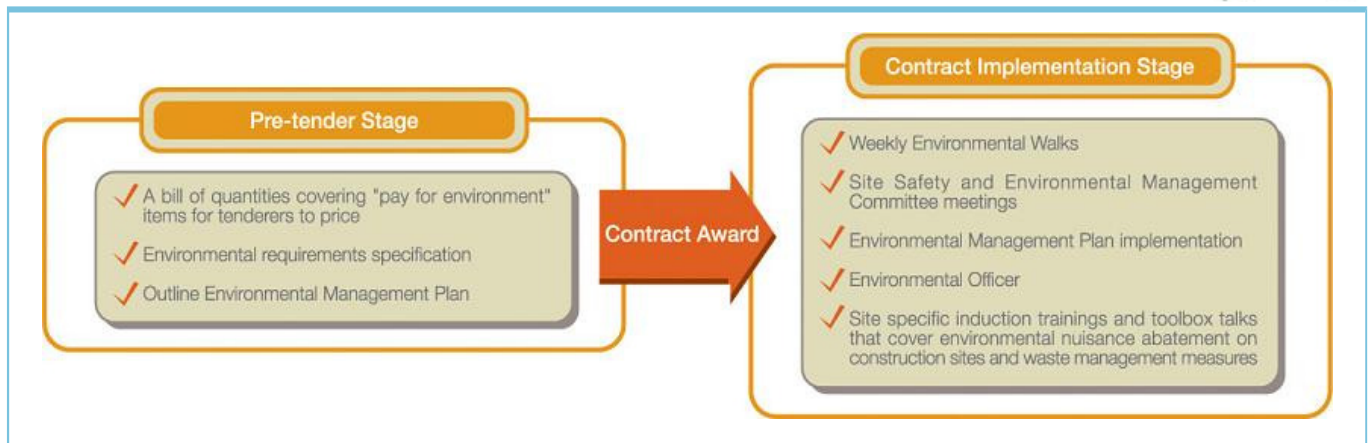 Pre-tender Stage
A bill of quantities covering "pay for environment"
items for tenderers to price
Environmental requirements specification
Outline Environmental Management Plan
Contract Award
Contract Implementation Stage
Weekly Environmental Walks
Site Safety and Environmental Management
Committee meetings
Environmental Management Plan implementation
Environmental Officer
Site specific induction trainings and toolbox talks
that cover environmental nuisance abatement on
construction sites and waste management measures